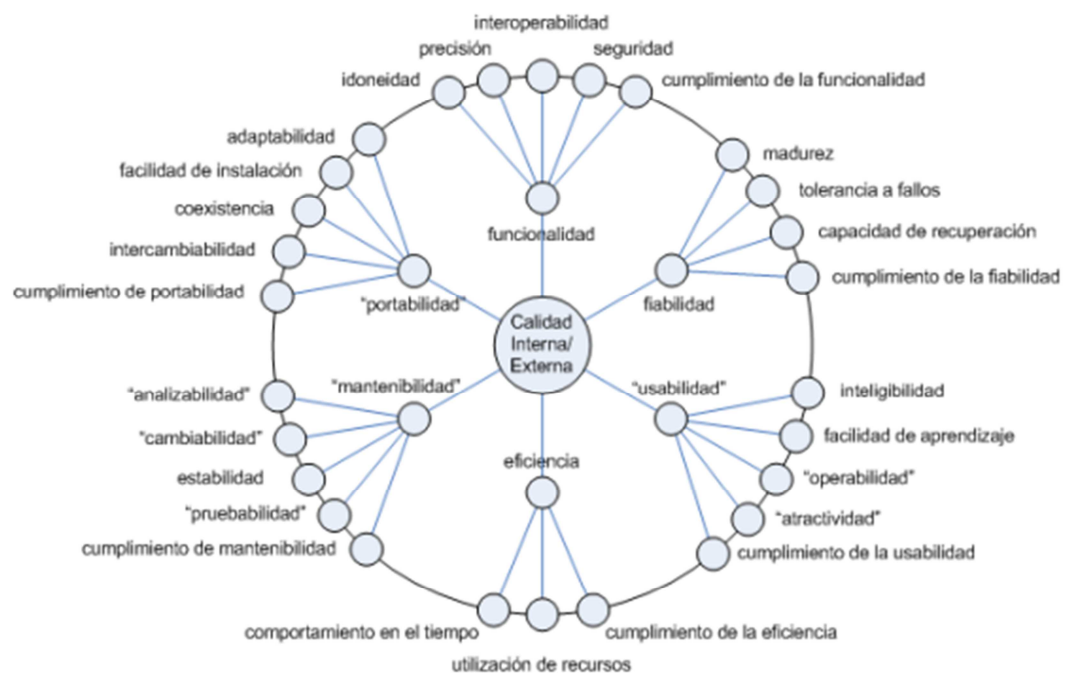 interoperabilidad
precisión
seguridad
idoneidad
cumplimiento de la funcionalidad
adaptabilidad
madurez
facilidad de instalación
tolerancia a fallos
coexistencia
capacidad de recuperación
funcionalidad
intercambiabilidad
cumplimiento de la fiabilidad
cumplimiento de portabilidad
"portabilidad"
fiabilidad
Calidad
Interna/
Externa
"mantenibilidad"
"usabilidad"
"analizabilidad"
inteligibilidad
"cambiabilidad"
facilidad de aprendizaje
eficiencia
estabilidad
"operabilidad"
"pruebabilidad"
"atractividad"
cumplimiento de mantenibilidad
cumplimiento de la usabilidad
comportamiento en el tiempo
cumplimiento de la eficiencia
utilización de recursos